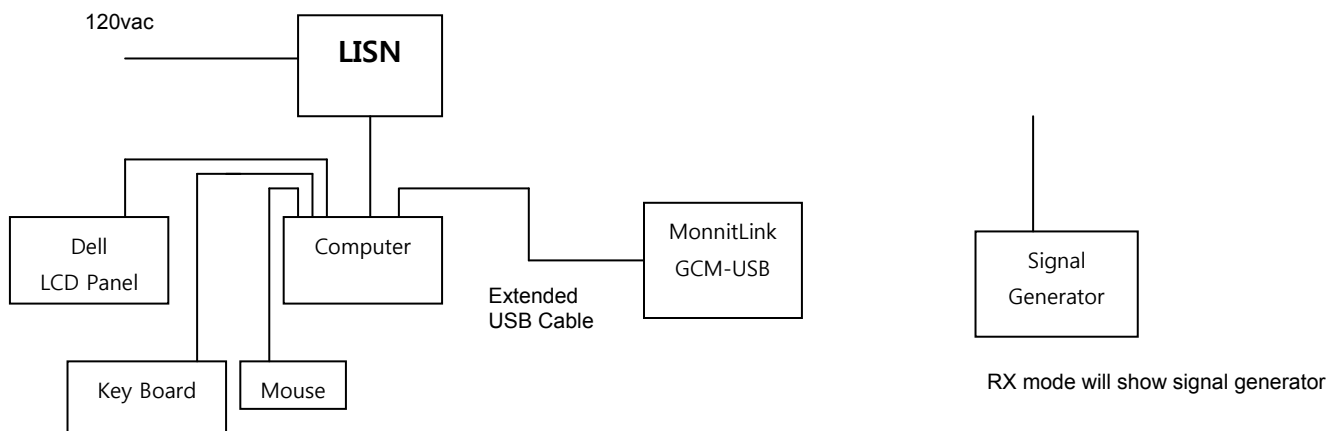 120vac
LISN
Dell
LCD Panel
Computer
MonnitLink
GCM-USB
Extended
USB Cable
Signal
Generator
Key Board
Mouse
RX mode will show signal generator